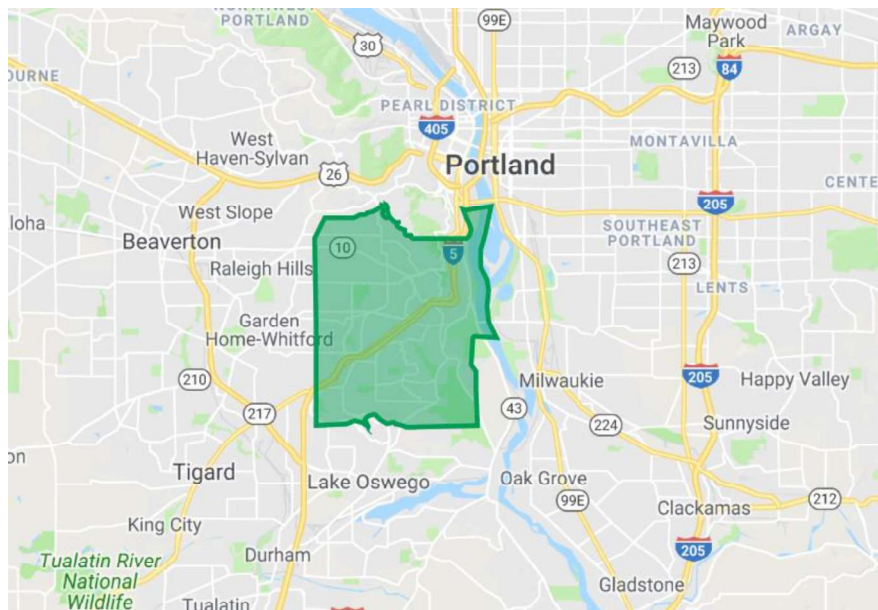 NORTHWEST
PORTLAND
99E
Maywood
Park
ARGAY
30
213
84
OURNE
PEARL DISTRICT
405
West
Haven-Sylvan
MONTAVILLA
Portland
26
CENTE
205
loha
West Slope
Beaverton
10
SOUTHEAST
PORTLAND
5
213
Raleigh Hills
LENTS
Garden
Home-Whitford
210
Milwaukie
205
Happy Valley
217
43
224
Sunnyside
on
Tigard
Lake Oswego
Oak Grove
99E
212
Clackamas
King City
205
Durham
Tualatin River
National
Wildlife
Gladstone
Tualatin